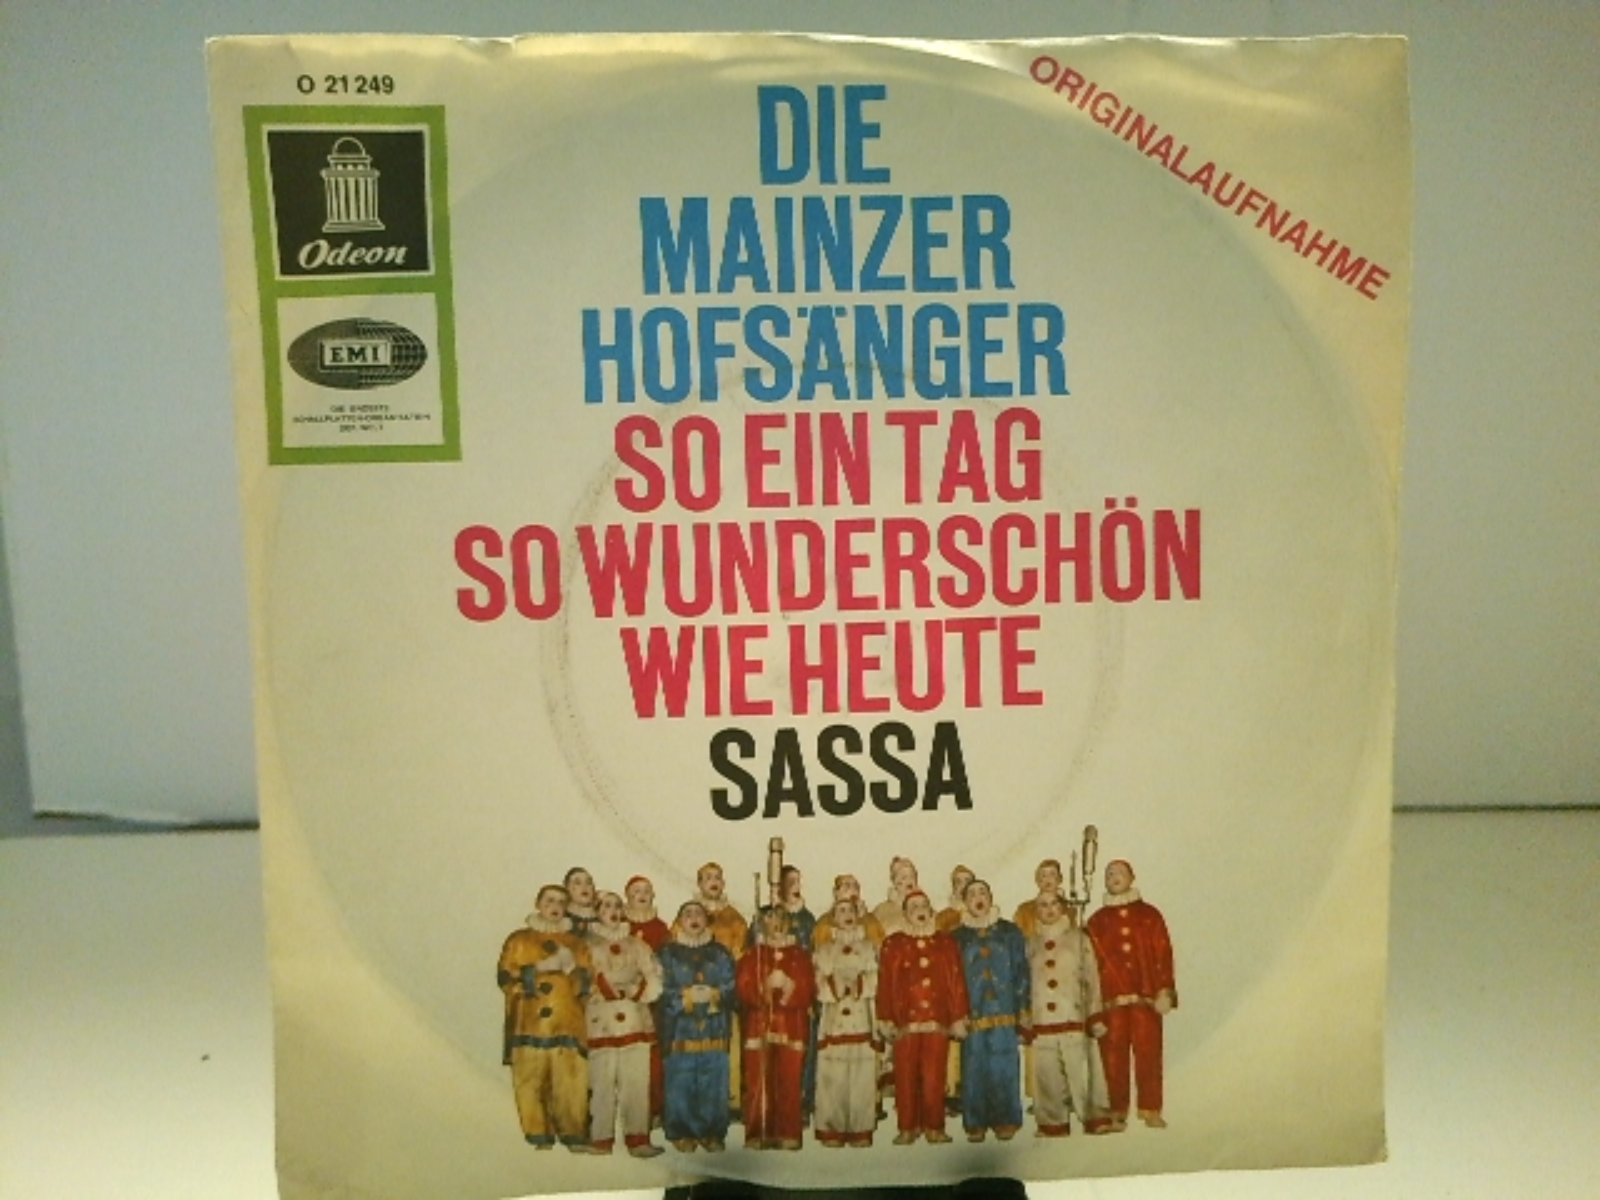 O 21 249
Odeon
EMI
ORIGINALAUFNAHME
DIE
MAINZER
HOFSÄNGER
SO EIN TAG
SO WUNDERSCHÖN
WIE HEUTE
SASSA